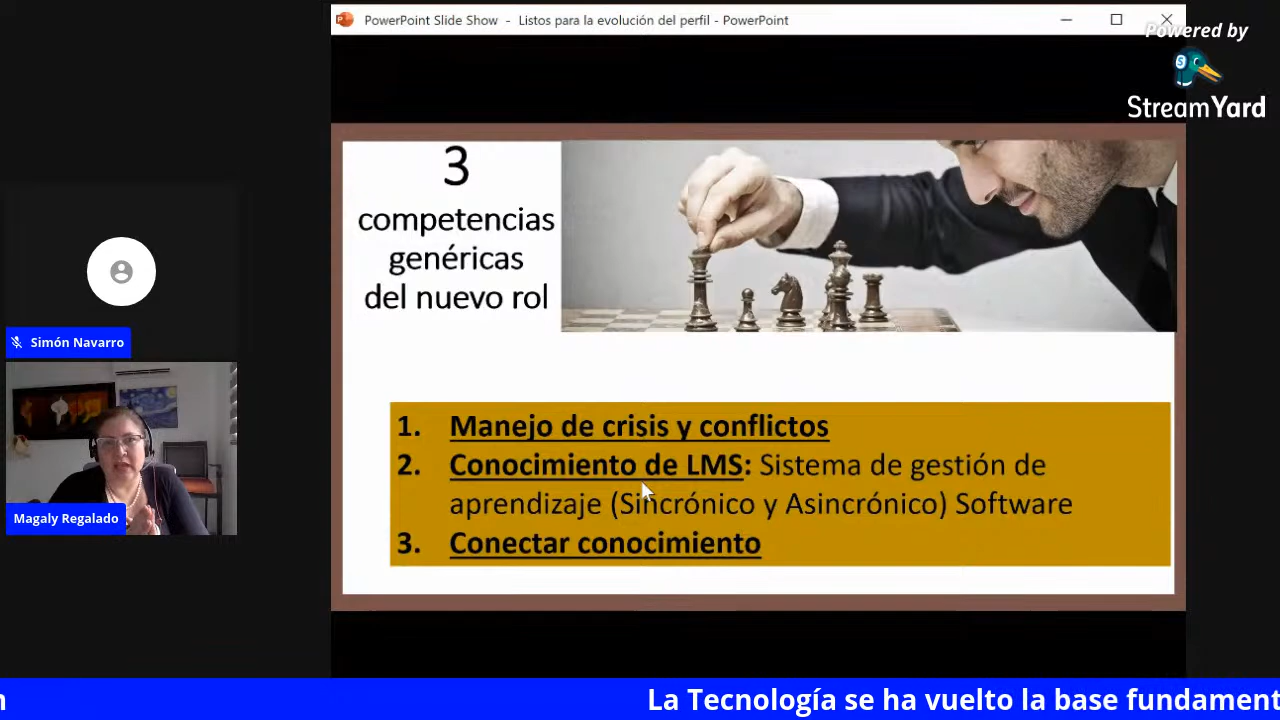 PowerPoint Slide Show - Listos para la evolución del perfil - PowerPoint
Powered by
StreamYard
3
competencias
genéricas
del nuevo rol
1. Manejo de crisis y conflictos
2. Conocimiento de LMS: Sistema de gestión de
aprendizaje (Sincrónico y Asincrónico) Software
3. Conectar conocimiento
Simón Navarro
Magaly Regalado
La Tecnología se ha vuelto la base fundament